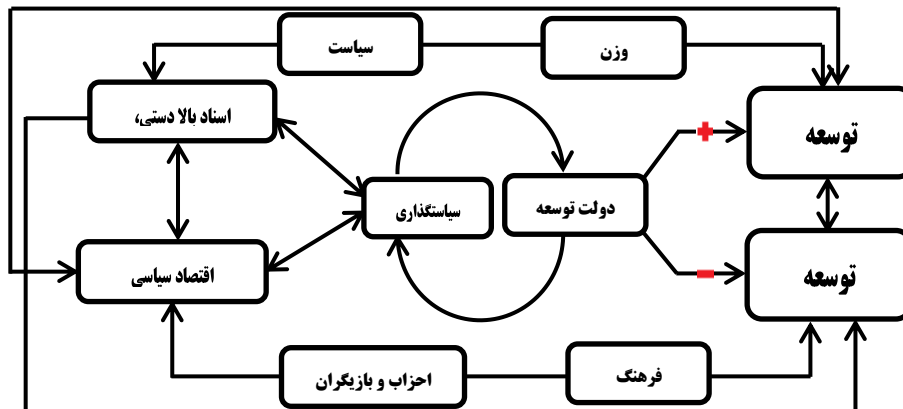 سیاست
وزن
اسناد بالا دستی،
توسعه
سیاستگذاری
دولت توسعه
اقتصاد سیاسی
توسعه
احزاب و بازیگران
فرهنگ